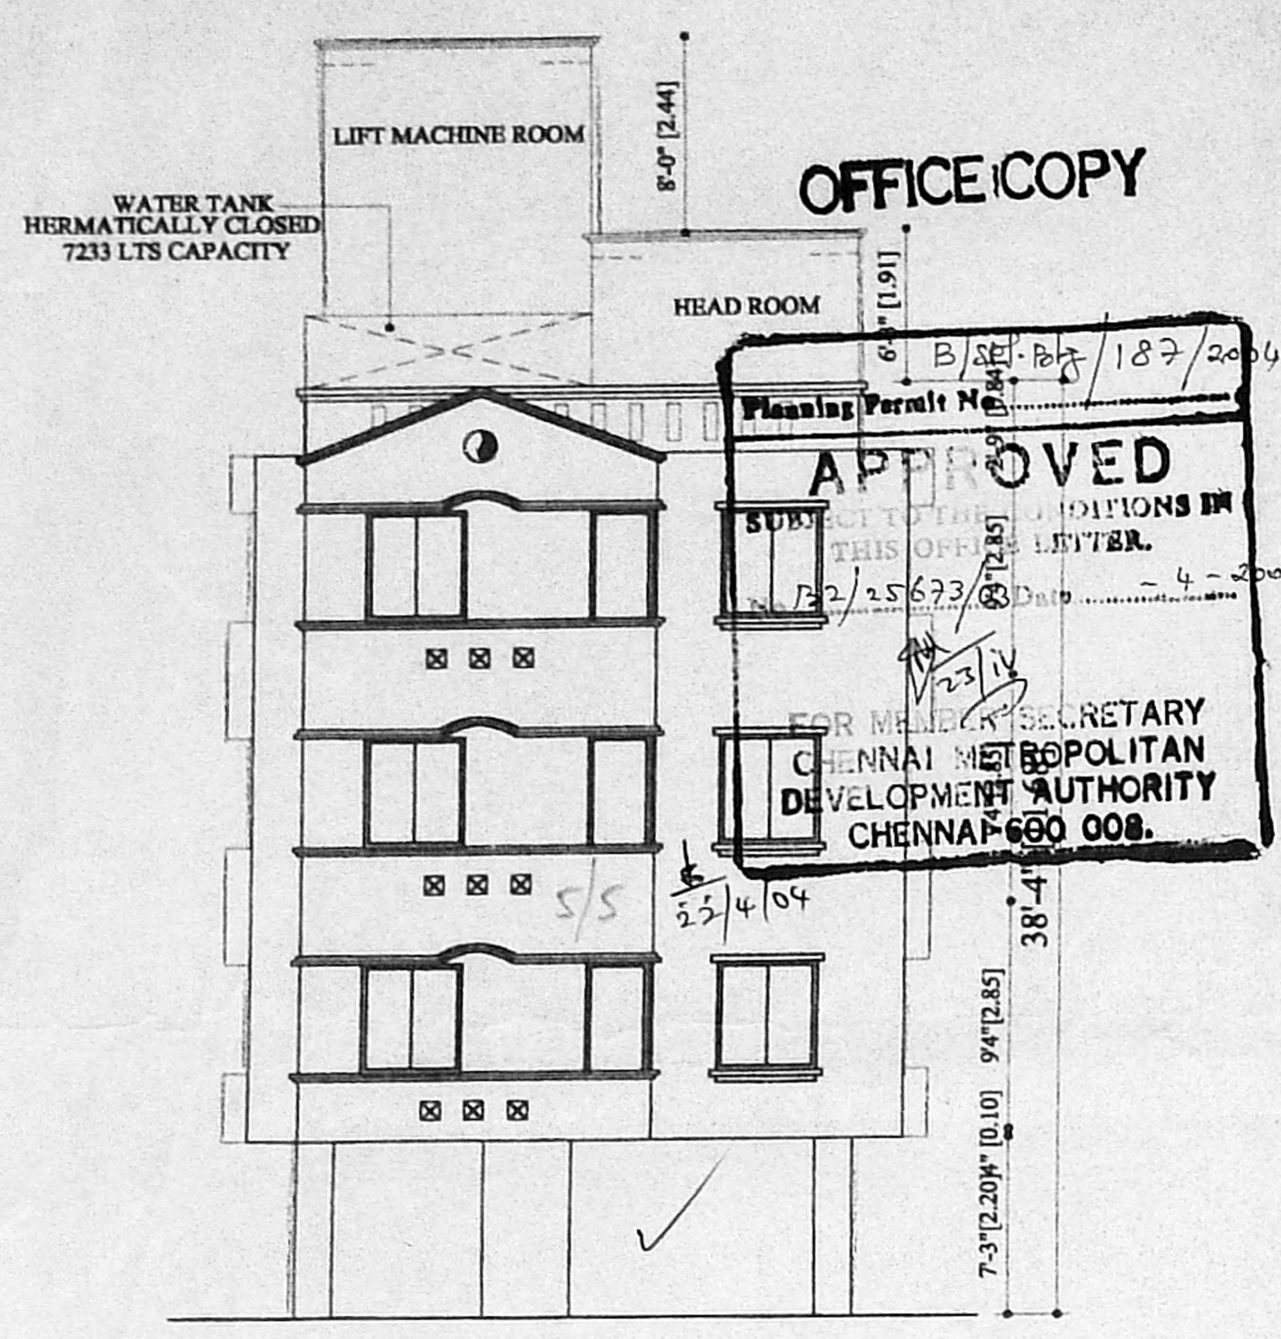 LIFT MACHINE ROOM
8'-0" [2.44]
OFFICE COPY
WATER TANK
HERMATICALLY CLOSED
7233 LTS CAPACITY
HEAD ROOM
[1.91]
B/Spl. Blg/187/2004
Planning Permit No
APPROVED
SUBJECT TO THE CONDITIONS IN
THIS OFFICE LETTER.
No B2/25673/03 Date - 4 - 200
23/4
FOR MEMBER SECRETARY
CHENNAI METROPOLITAN
DEVELOPMENT AUTHORITY
CHENNAI 600 008.
[2.85]
5/5
22/4/04
38'-4"
9'4"[2.85]
7'-3"[2.20]4" [0.10]